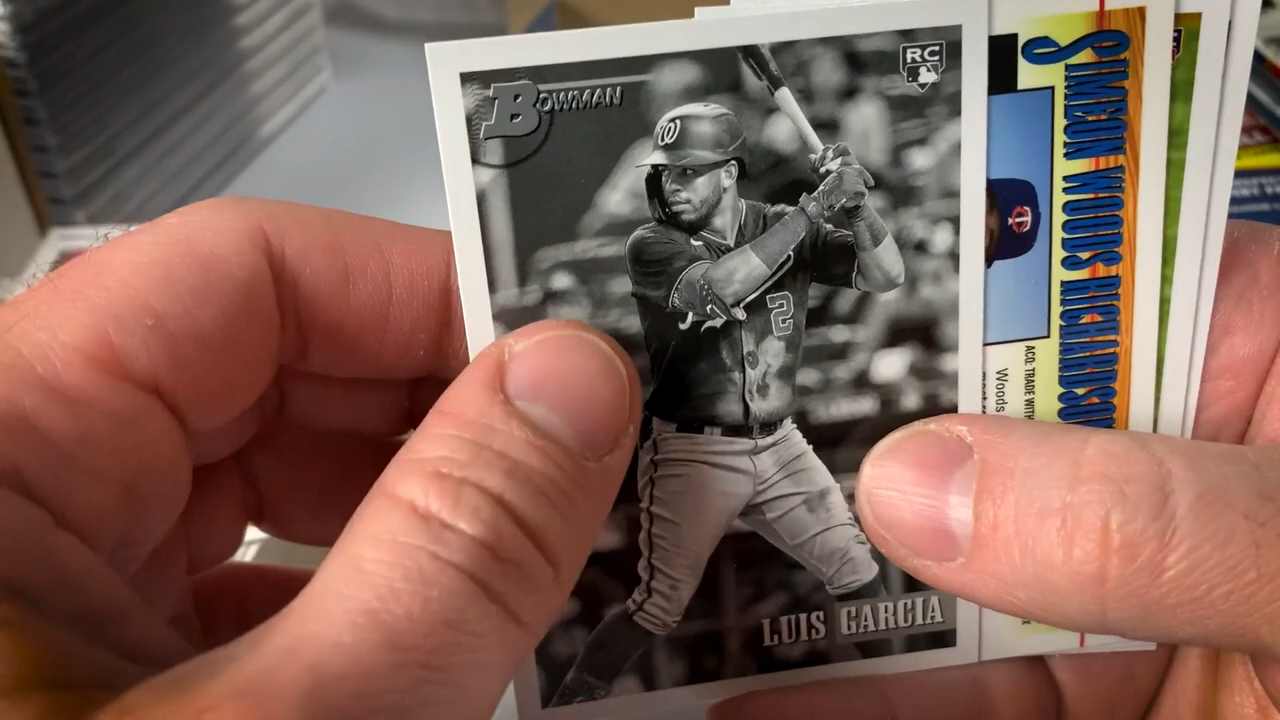 BOWMAN
RC
W
2
LUIS GARCIA
SIMEON WOODS RICHARDSON
ACQ: TRADE WITH
Woods